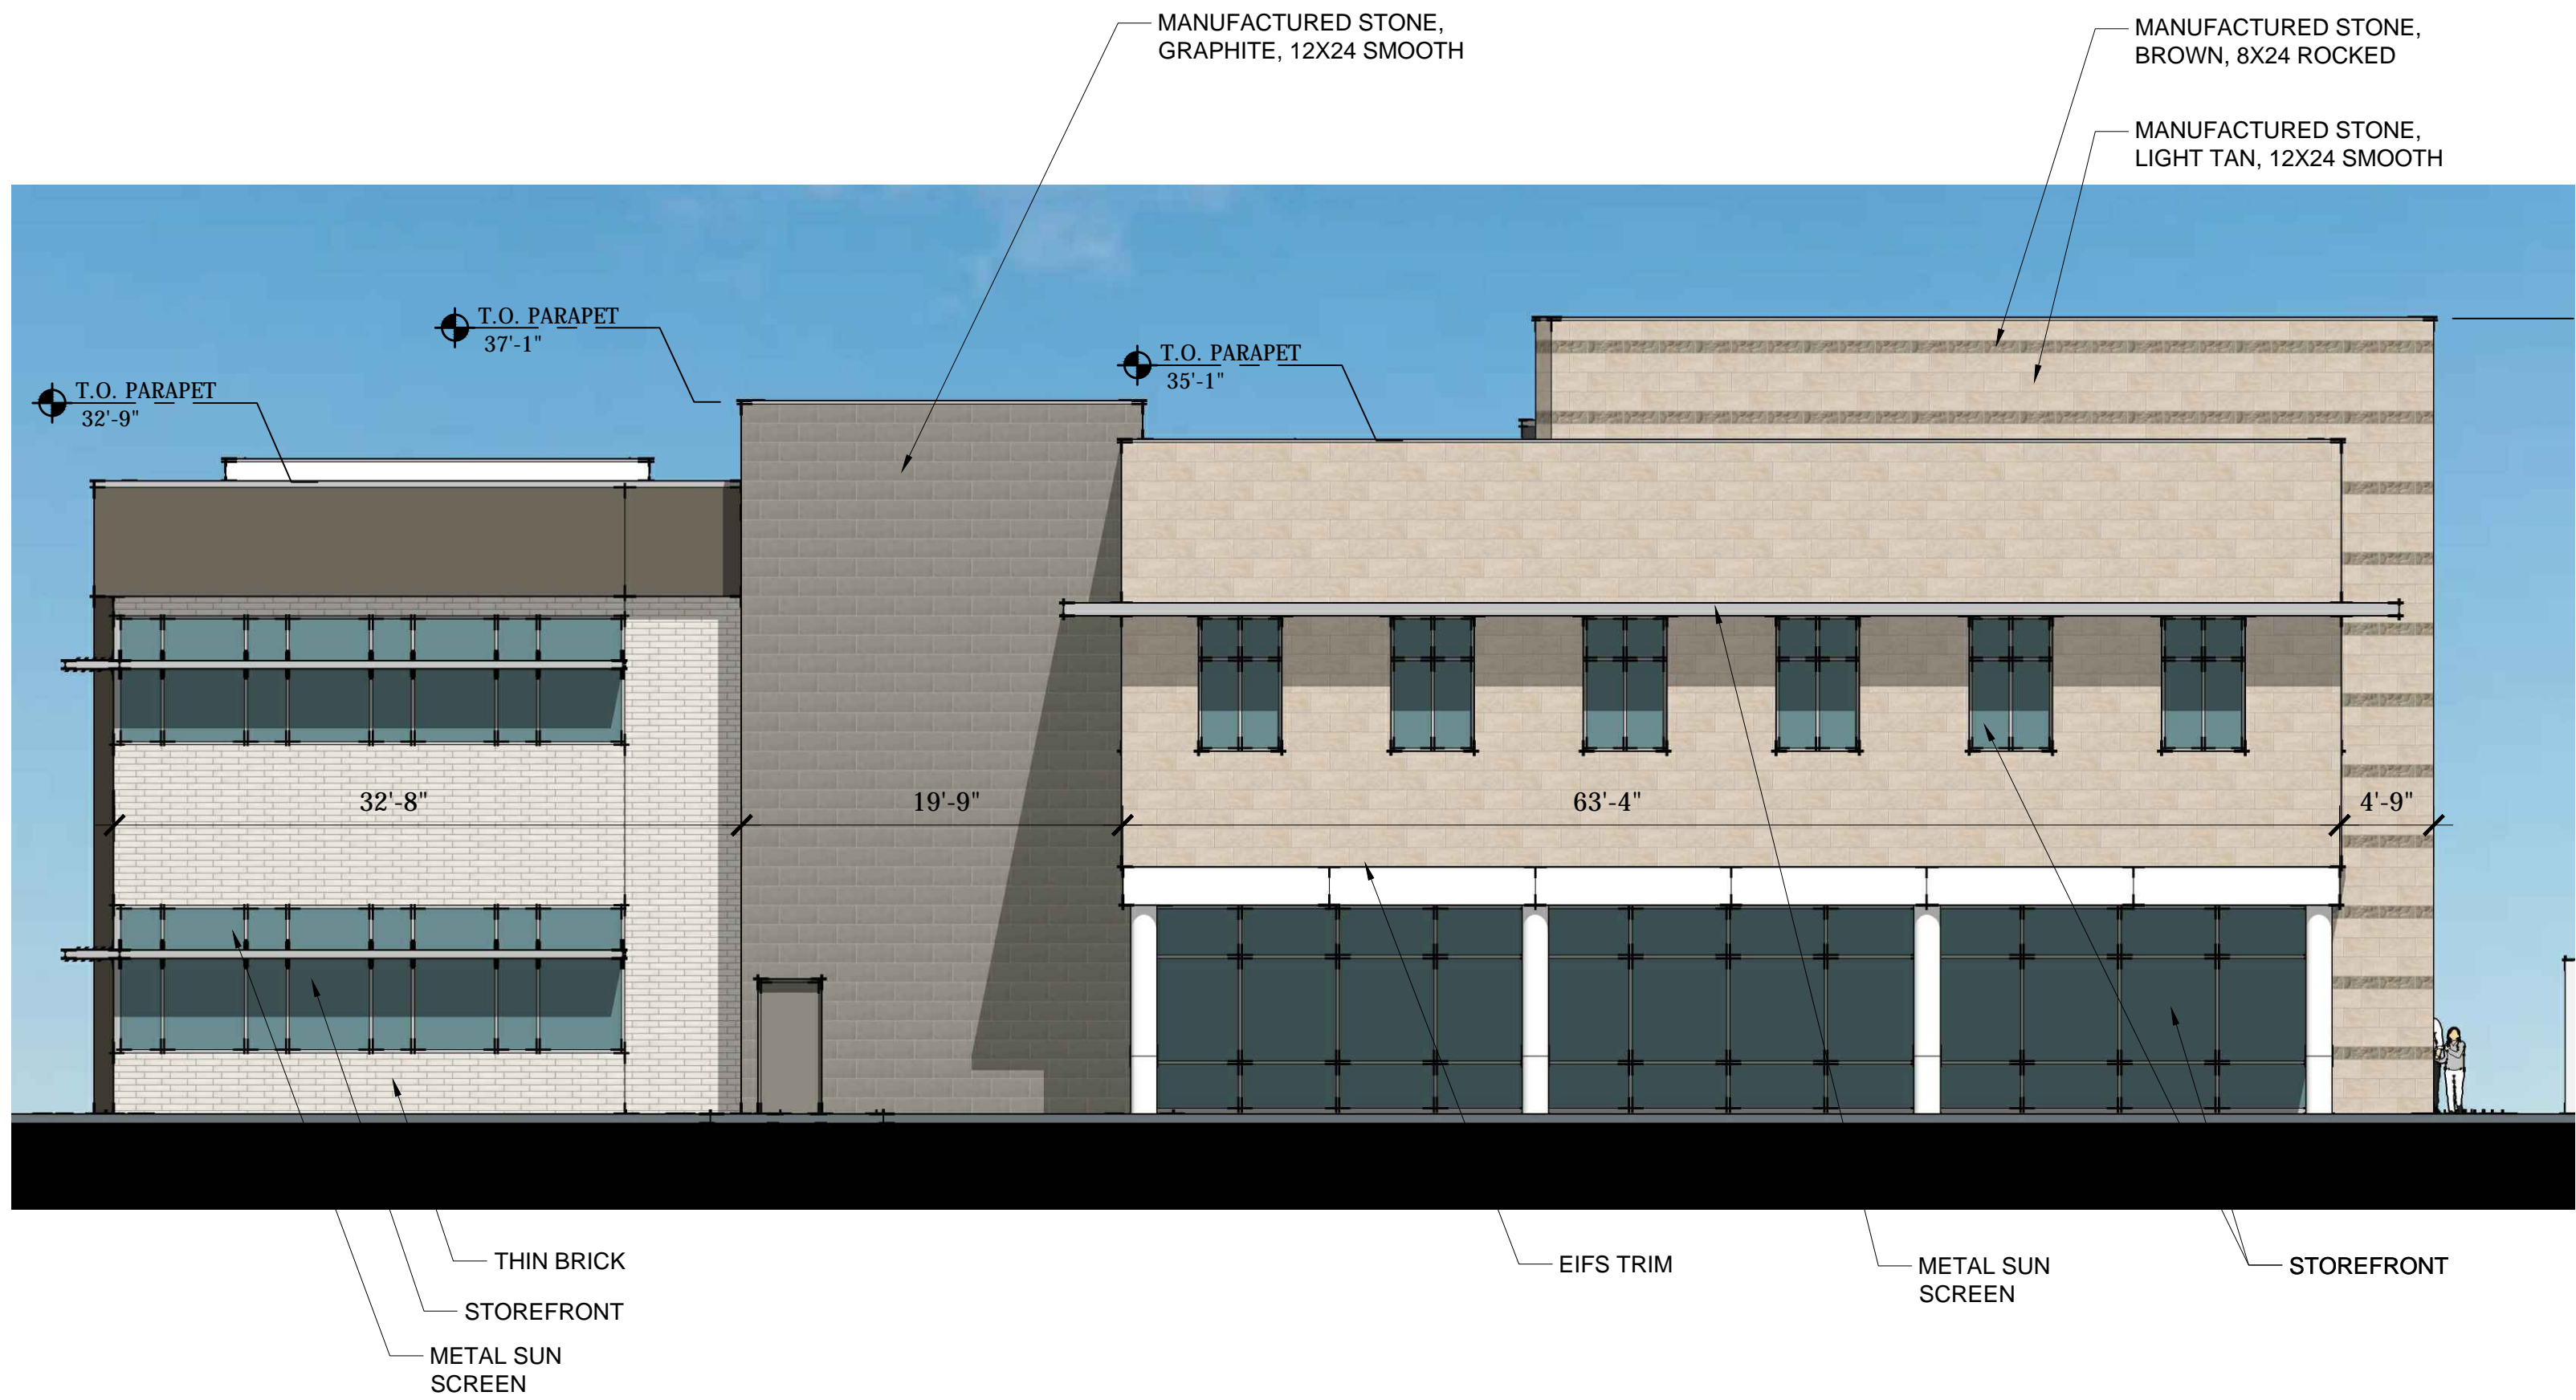 MANUFACTURED STONE,
GRAPHITE, 12X24 SMOOTH
MANUFACTURED STONE,
BROWN, 8X24 ROCKED
MANUFACTURED STONE,
LIGHT TAN, 12X24 SMOOTH
T.O. PARAPET
37'-1"
T.O. PARAPET
35'-1"
T.O. PARAPET
32'-9"
32'-8"
19'-9"
63'-4"
4'-9"
THIN BRICK
STOREFRONT
METAL SUN
SCREEN
EIFS TRIM
METAL SUN
SCREEN
STOREFRONT